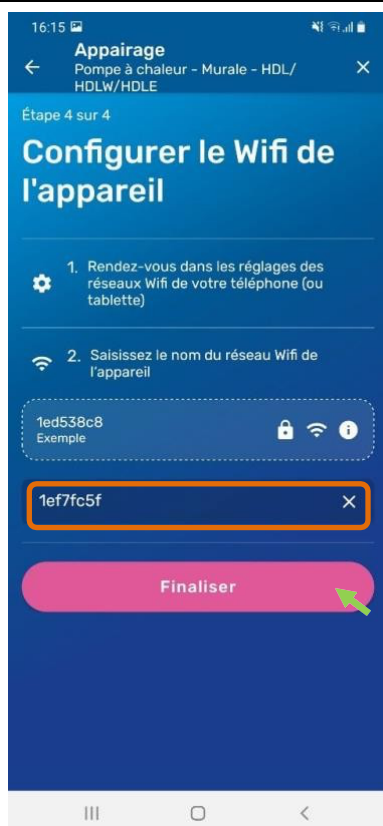 16:15
Appairage
Pompe à chaleur - Murale - HDL/
HDLW/HDLE
Étape 4 sur 4
Configurer le Wifi de
l'appareil
1. Rendez-vous dans les réglages des
réseaux Wifi de votre téléphone (ou
tablette)
2. Saisissez le nom du réseau Wifi de
l'appareil
1ed538c8
Exemple
1ef7fc5f
Finaliser